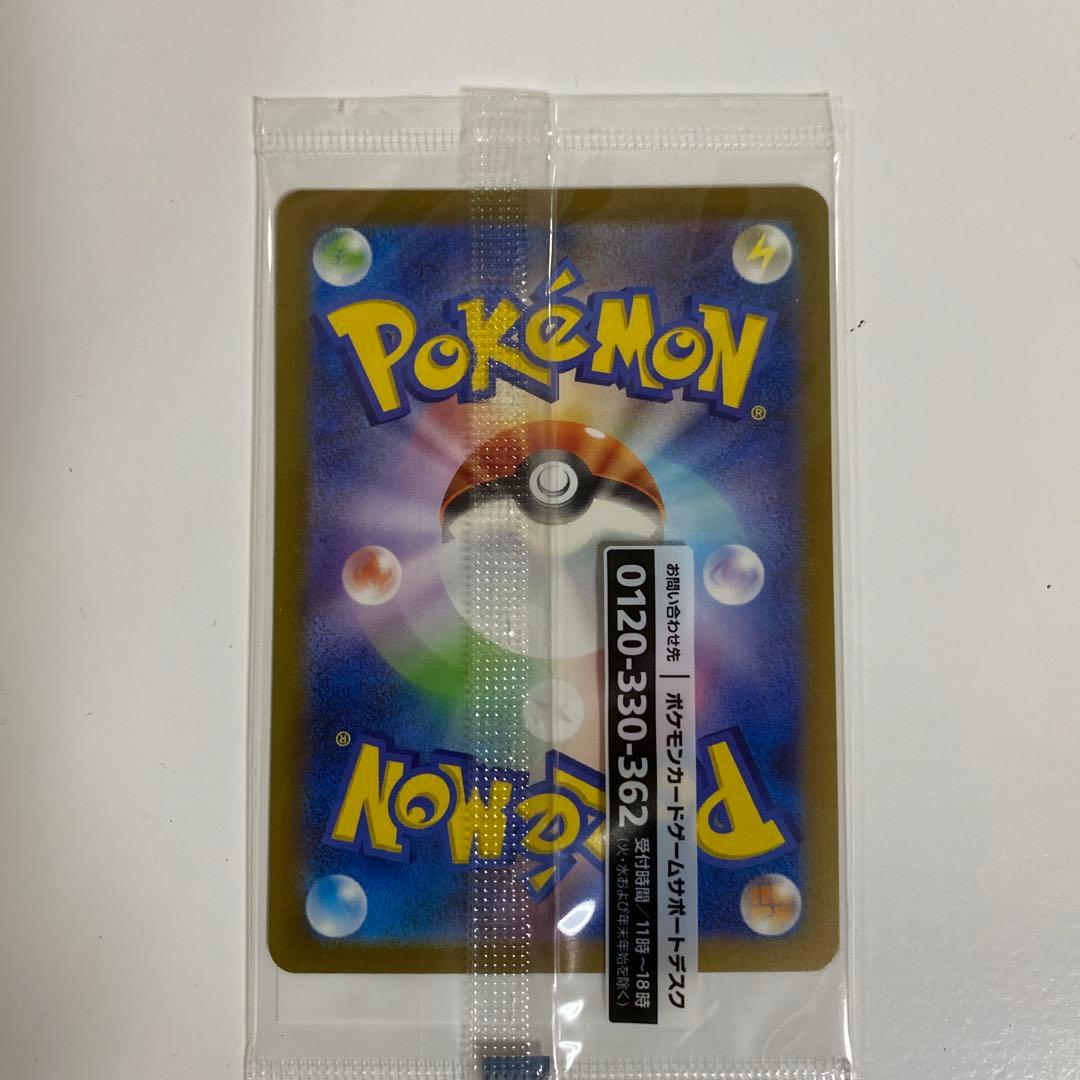 POKéMON
®
お問い合わせ先 | ポケモンカードゲームサポートデスク
0120-330-362 受付時間/11時~18時
(火・水および年末年始を除く)
®
POKéMON